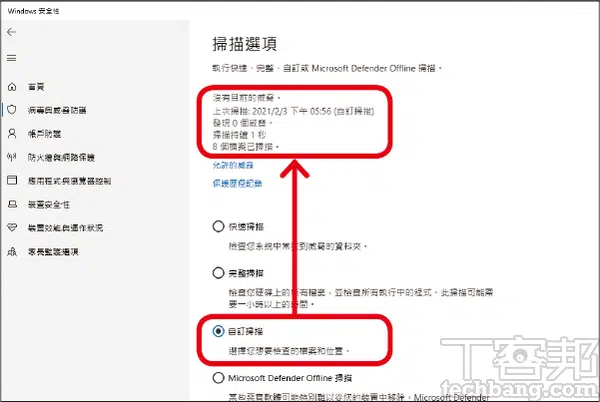 Windows 安全性
掃描選項
執行快速、完整、自訂或 Microsoft Defender Offline 掃描。
沒有目前的威脅。
上次掃描: 2021/2/3 下午 05:56 (自訂掃描)
發現 0 個威脅。
掃描持續 1 秒
8 個檔案已掃描。
允許的威脅
保護歷程記錄
首頁
病毒與威脅防護
帳戶防護
防火牆與網路保護
應用程式與瀏覽器控制
裝置安全性
裝置效能與運作狀況
家長監護選項
快速掃描
檢查您系統中常找到威脅的資料夾。
完整掃描
檢查您硬碟上的所有檔案，並檢查所有執行中的程式。此掃描可能需
要一小時以上的時間。
自訂掃描
選擇您想要檢查的檔案和位置。
Microsoft Defender Offline 掃描
某些惡意軟體可能特別難以從您的裝置中移除。Microsoft Defender
T客邦
techbang.com